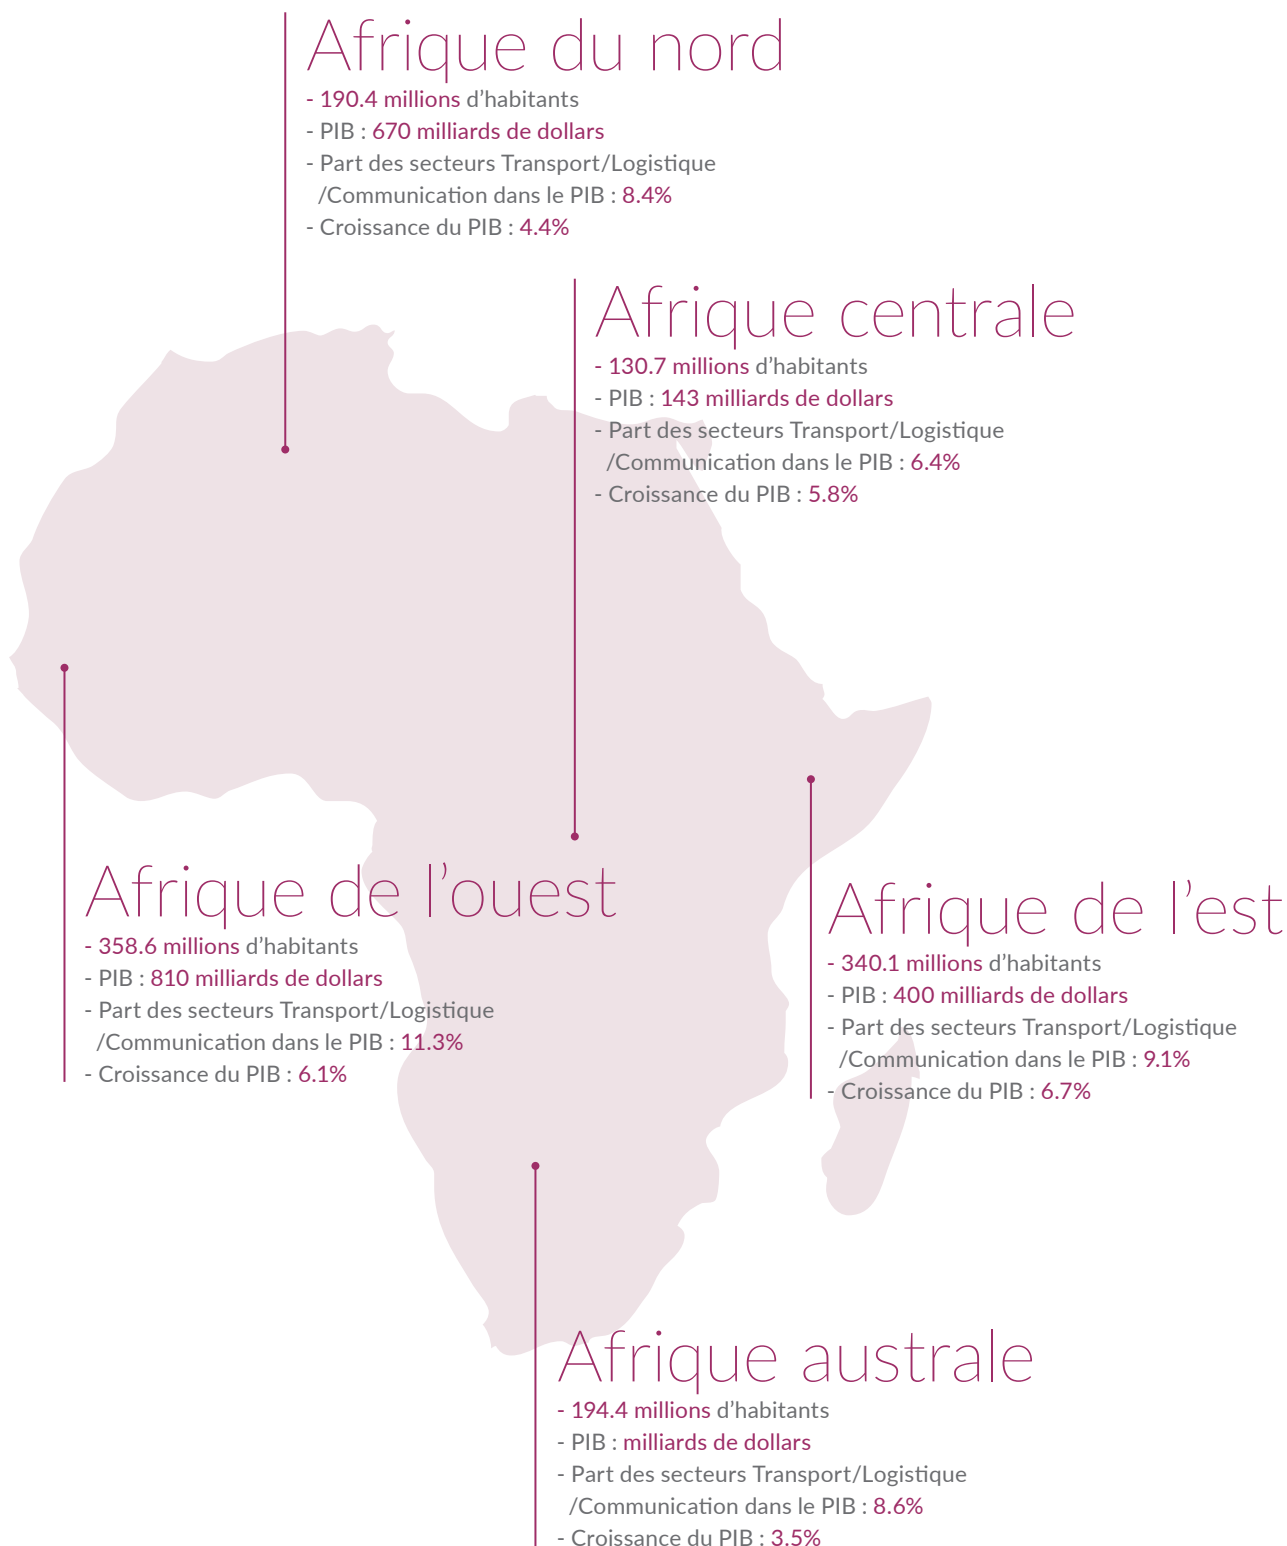 Afrique du nord
- 190.4 millions d’habitants
- PIB : 670 milliards de dollars
- Part des secteurs Transport/Logistique
/Communication dans le PIB : 8.4%
- Croissance du PIB : 4.4%
Afrique centrale
- 130.7 millions d’habitants
- PIB : 143 milliards de dollars
- Part des secteurs Transport/Logistique
/Communication dans le PIB : 6.4%
- Croissance du PIB : 5.8%
Afrique de l’ouest
- 358.6 millions d’habitants
- PIB : 810 milliards de dollars
- Part des secteurs Transport/Logistique
/Communication dans le PIB : 11.3%
- Croissance du PIB : 6.1%
Afrique de l’est
- 340.1 millions d’habitants
- PIB : 400 milliards de dollars
- Part des secteurs Transport/Logistique
/Communication dans le PIB : 9.1%
- Croissance du PIB : 6.7%
Afrique australe
- 194.4 millions d’habitants
- PIB : milliards de dollars
- Part des secteurs Transport/Logistique
/Communication dans le PIB : 8.6%
- Croissance du PIB : 3.5%